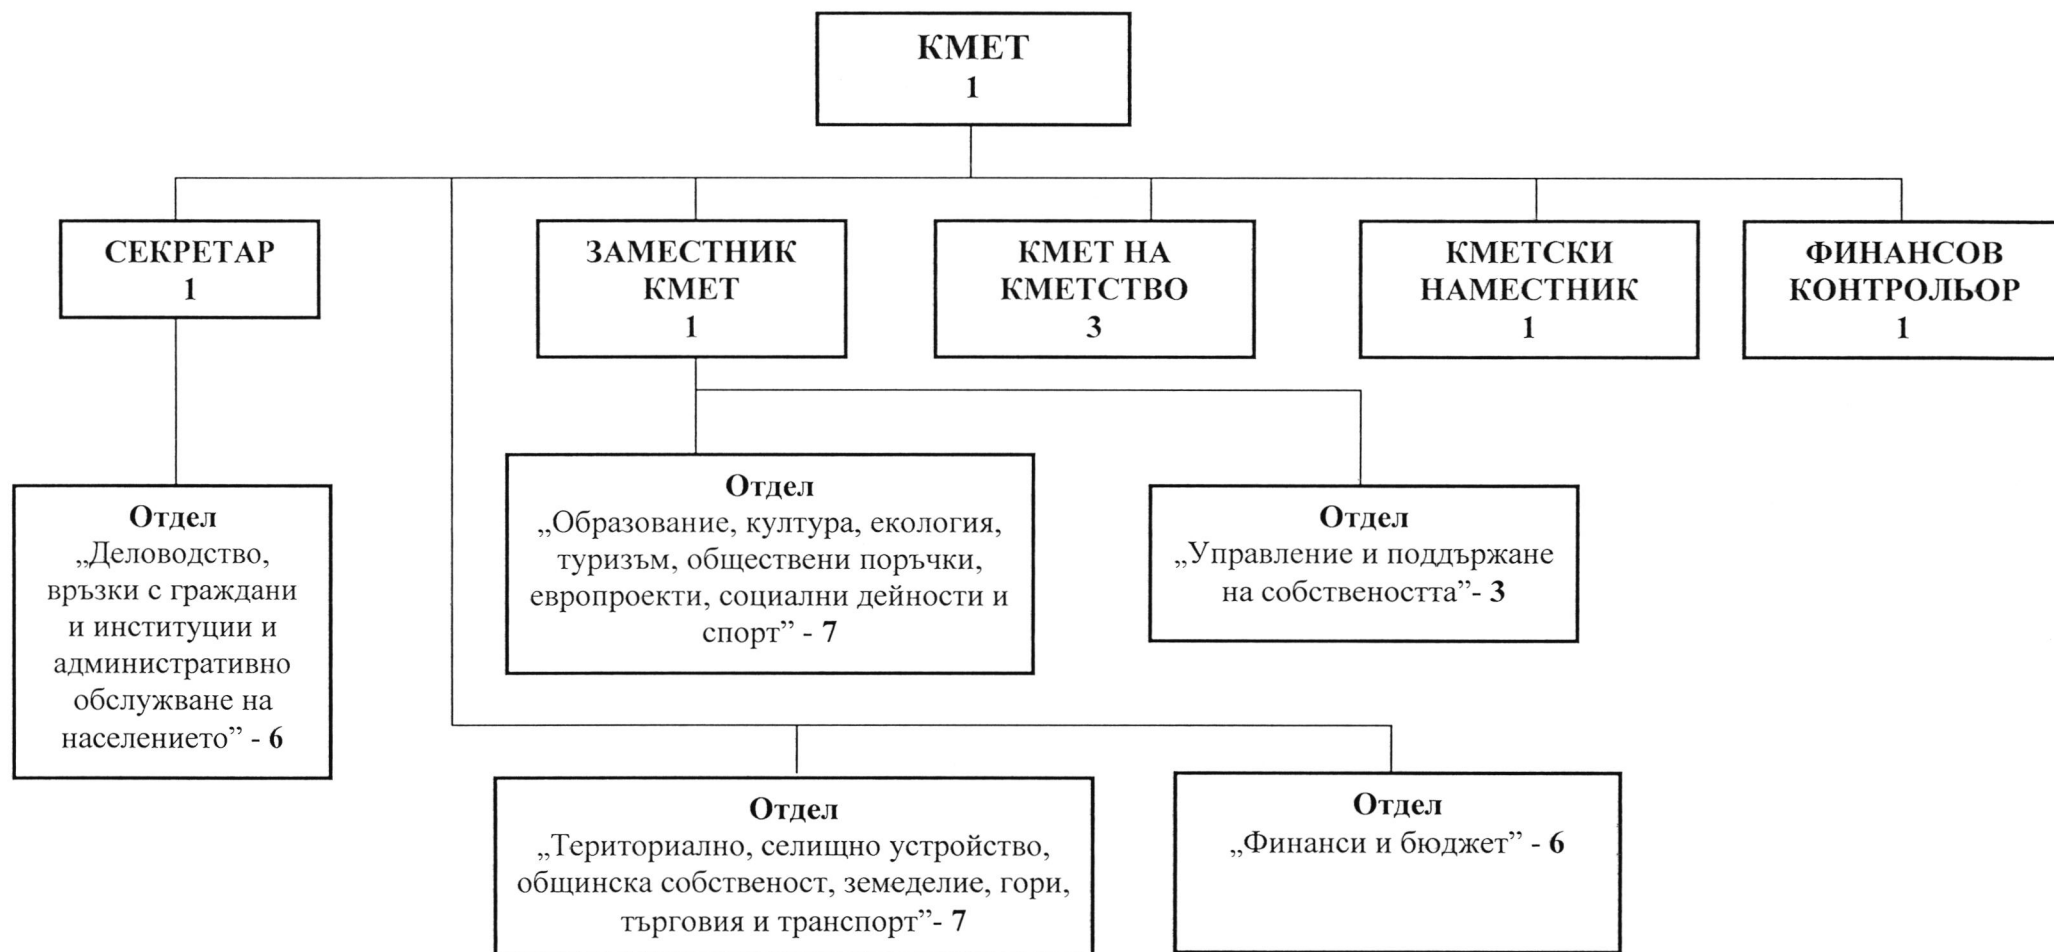 КМЕТ
1
СЕКРЕТАР
1
ЗАМЕСТНИК
КМЕТ
1
КМЕТ НА
КМЕТСТВО
3
КМЕТСКИ
НАМЕСТНИК
1
ФИНАНСОВ
КОНТРОЛЬОР
1
Отдел
„Деловодство,
връзки с граждани
и институции и
административно
обслужване на
населението” - 6
Отдел
„Образование, култура, екология,
туризъм, обществени поръчки,
европроекти, социални дейности и
спорт” - 7
Отдел
„Управление и поддържане
на собствеността”- 3
Отдел
„Териториално, селищно устройство,
общинска собственост, земеделие, гори,
търговия и транспорт”- 7
Отдел
„Финанси и бюджет” - 6